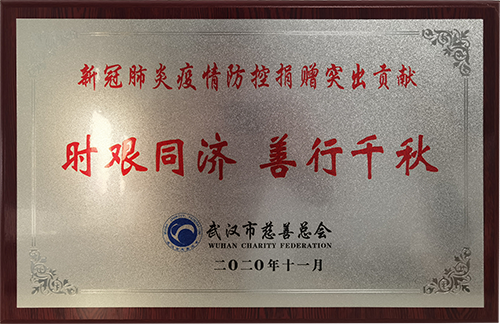 新冠肺炎疫情防控捐赠突出贡献
时艰同济 善行千秋
武汉市慈善总会
WUHAN CHARITY FEDERATION
二〇二〇年十一月